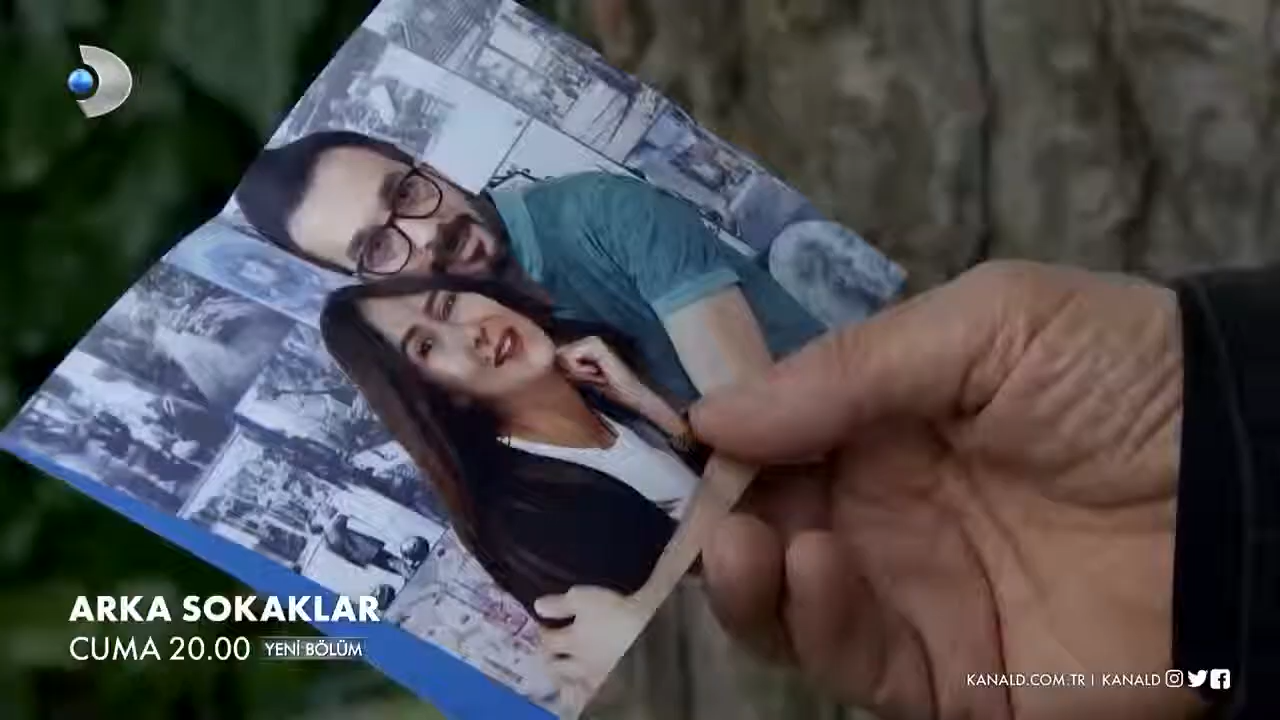 ARKA SOKAKLAR
CUMA 20.00 YENİ BÖLÜM
KANALD.COM.TR | KANALD